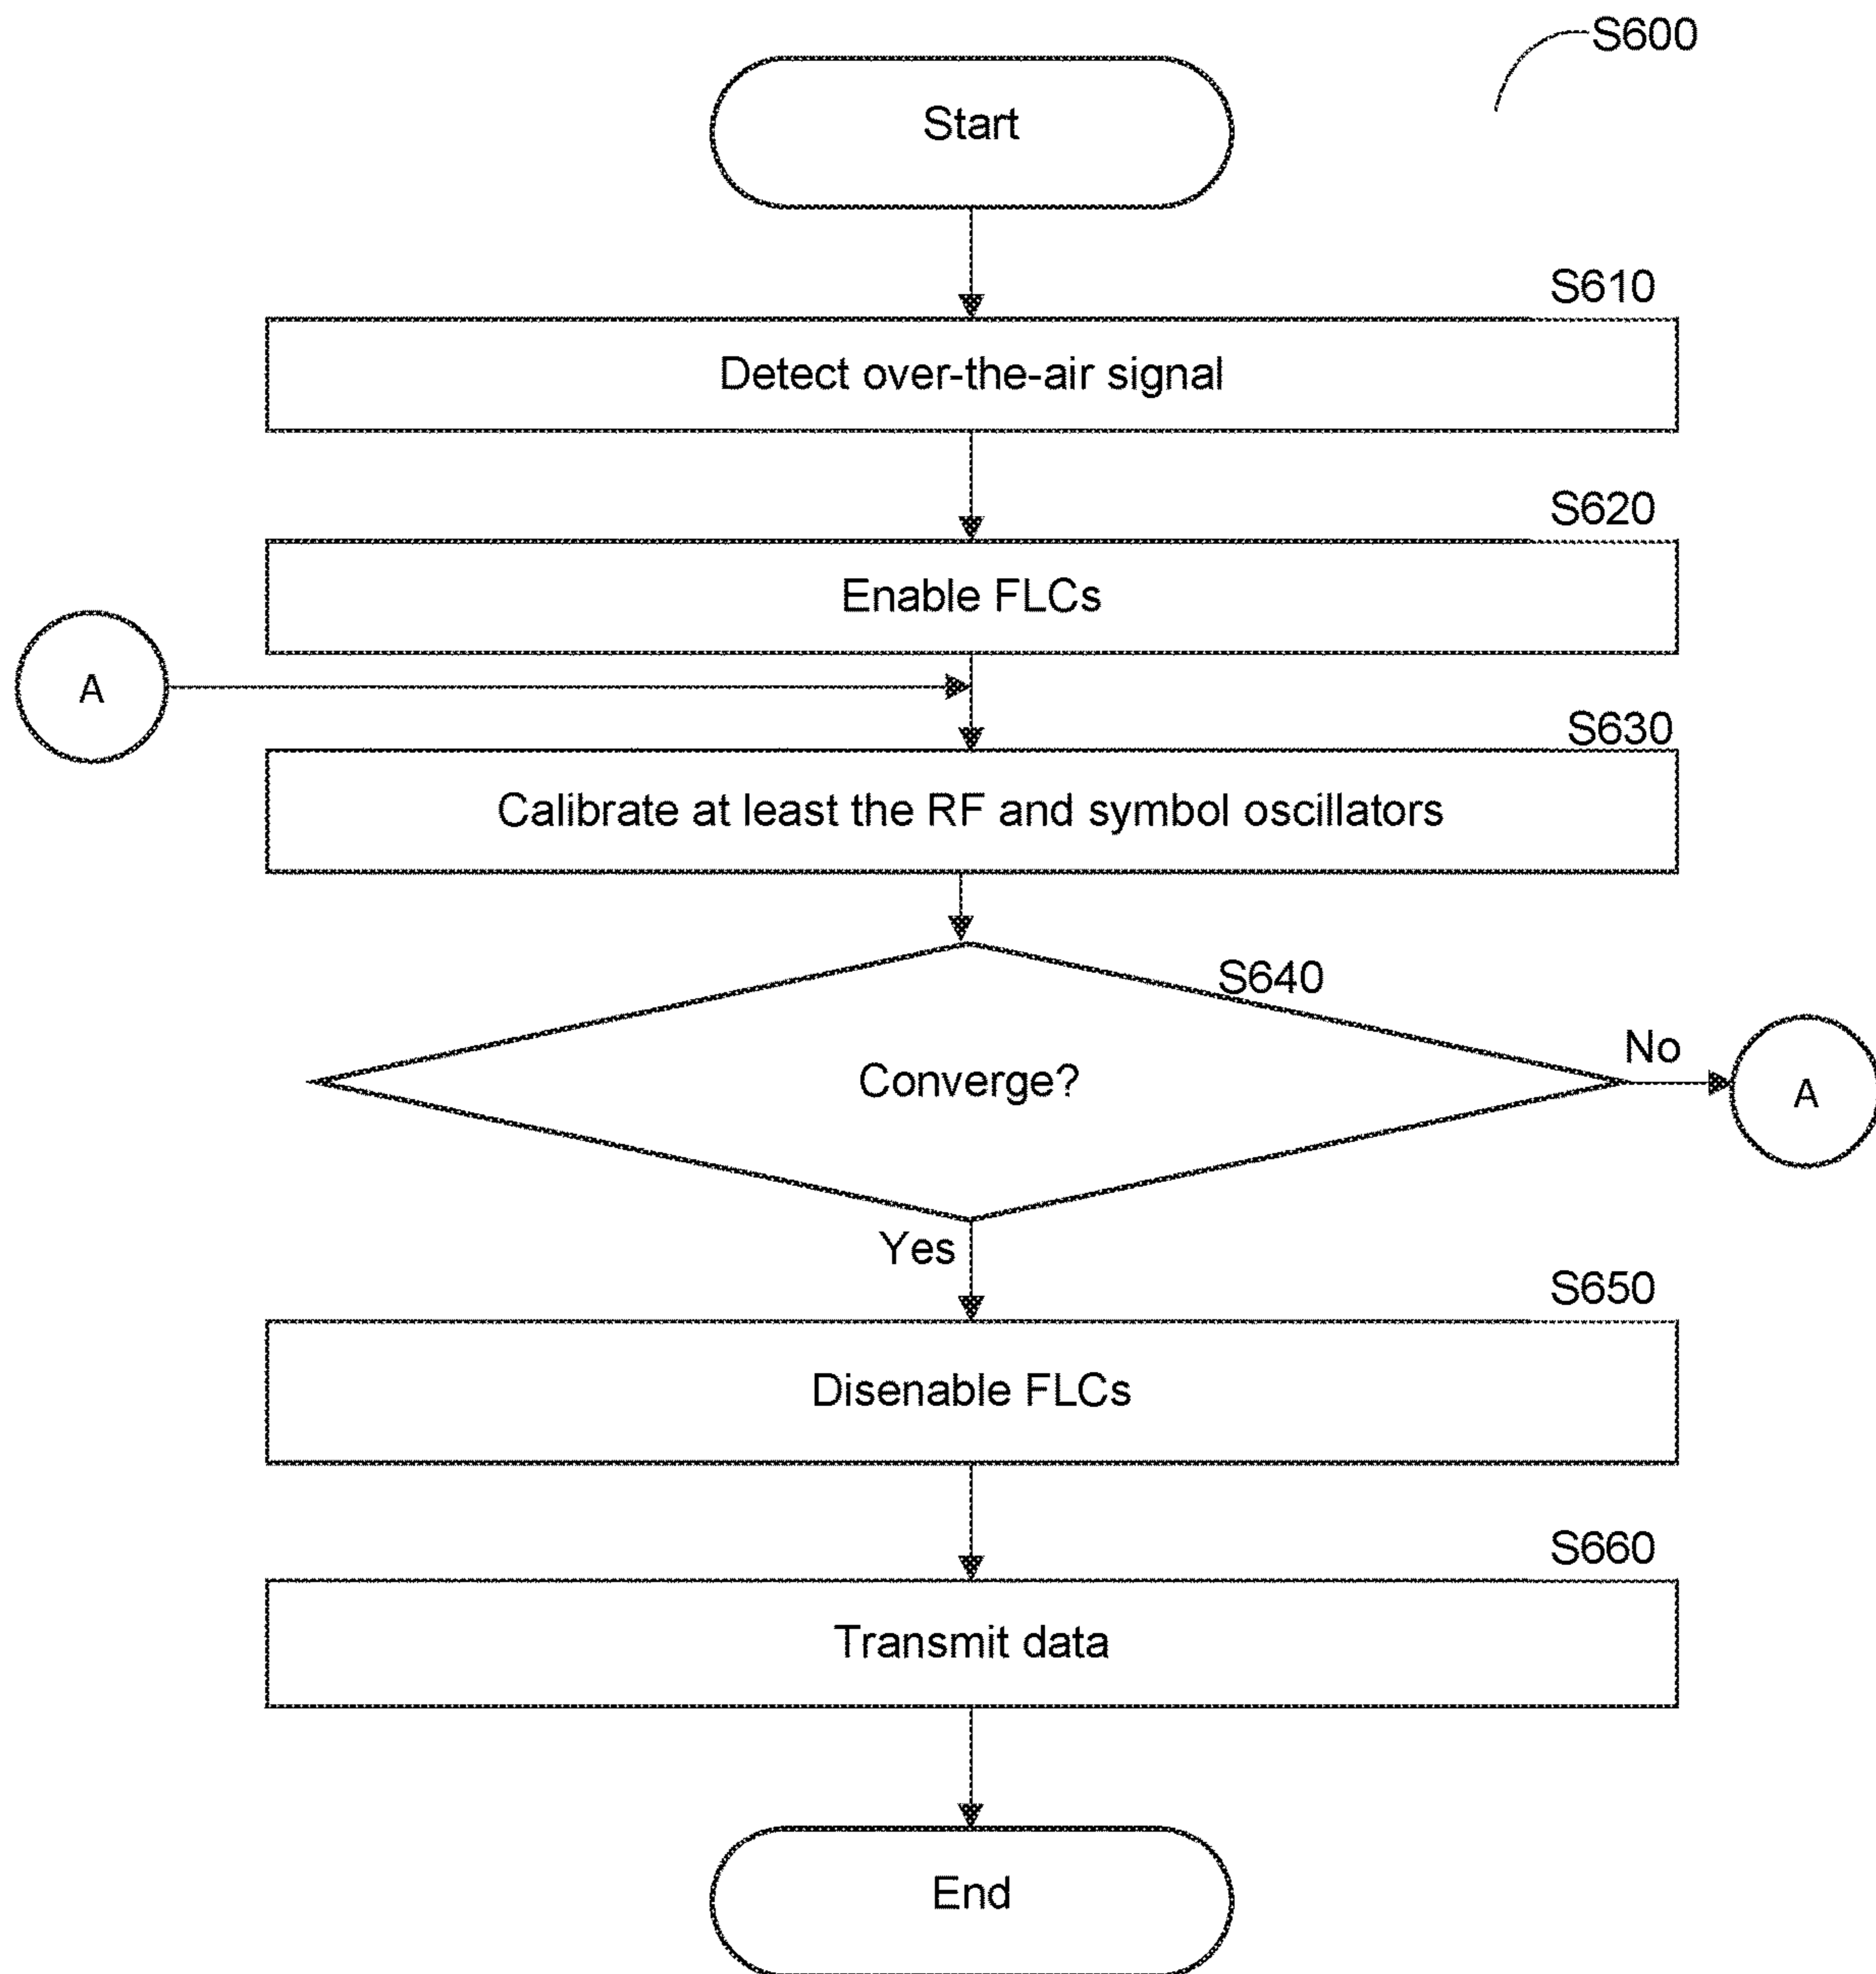 S600
Start
S610
Detect over-the-air signal
S620
Enable FLCs
A
S630
Calibrate at least the RF and symbol oscillators
S640
Converge?
No
A
Yes
S650
Disenable FLCs
S660
Transmit data
End